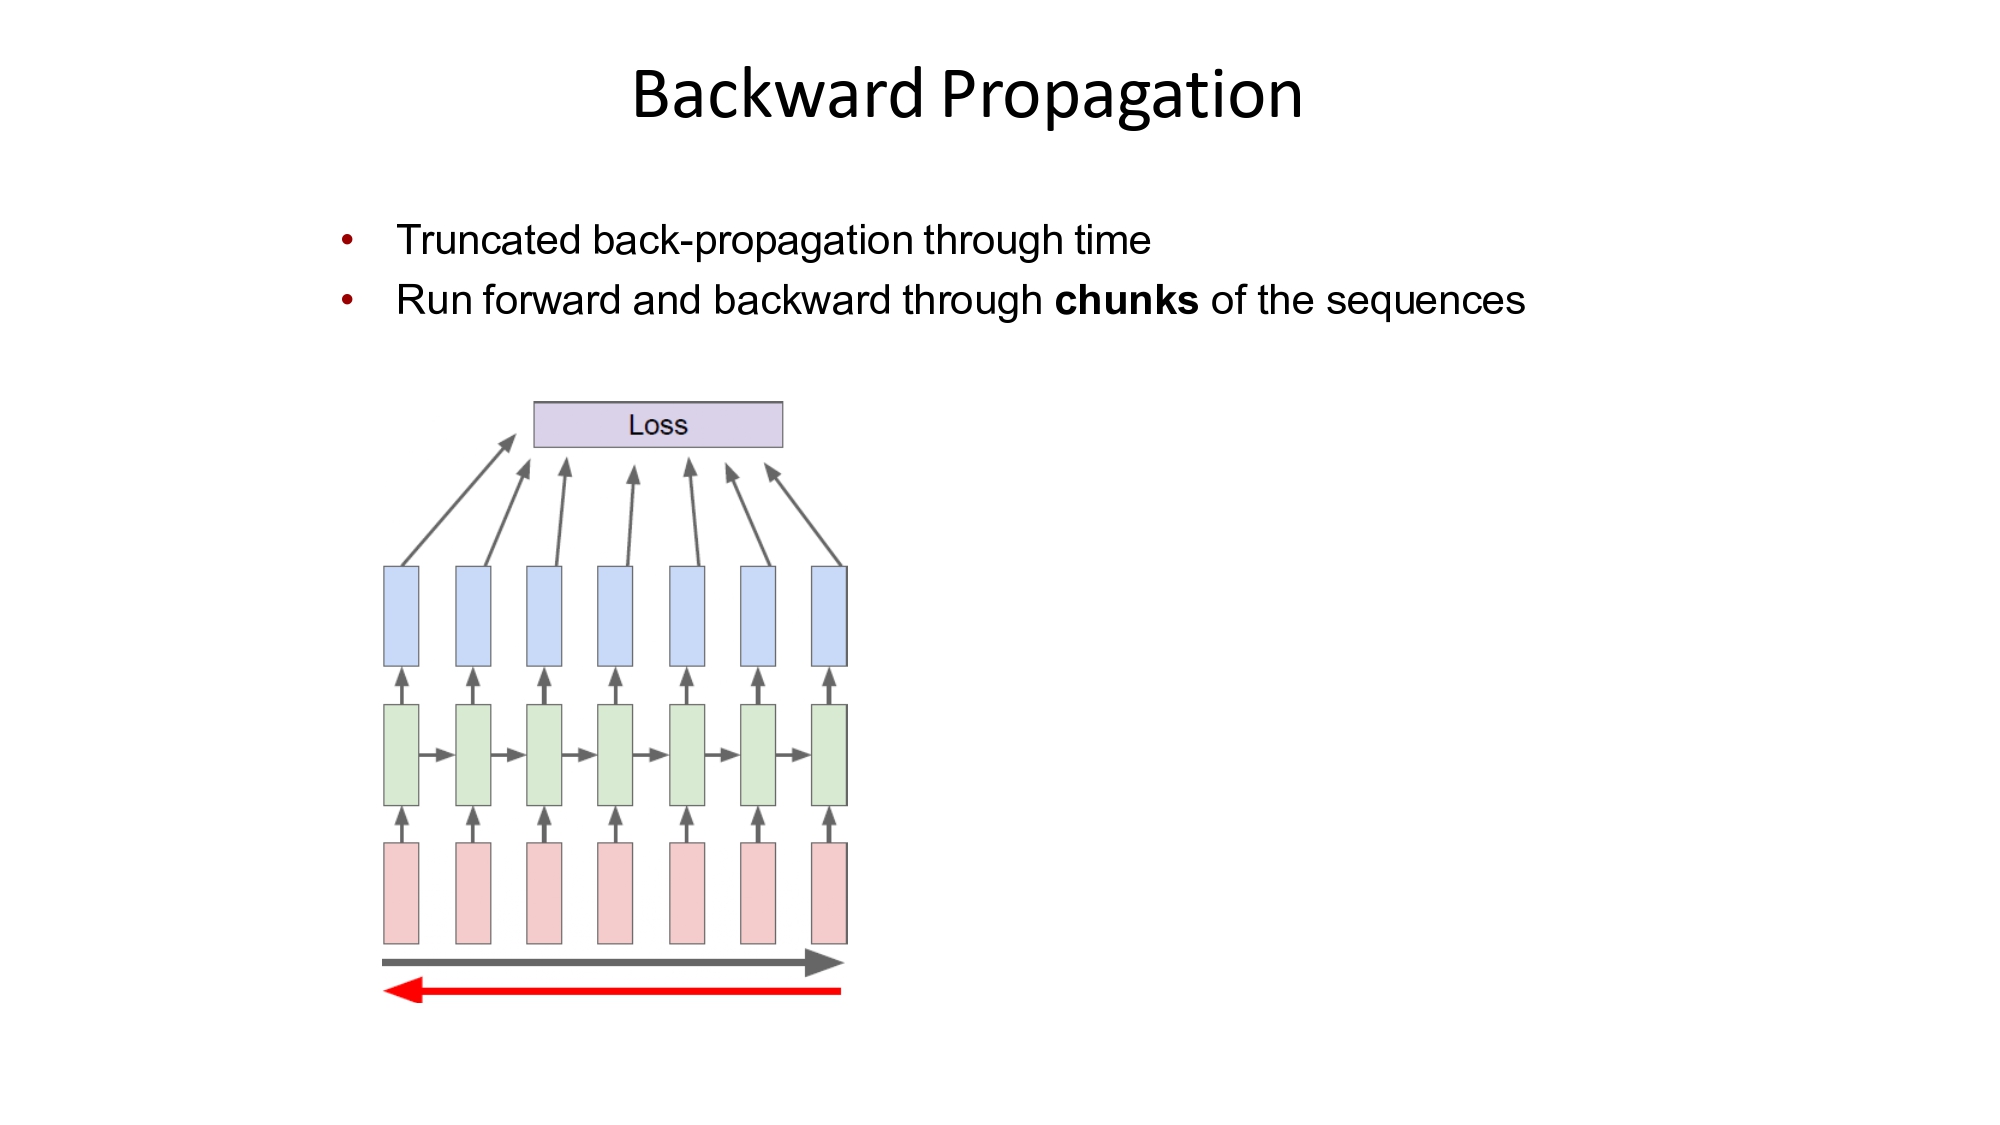 Backward Propagation
• Truncated back-propagation through time
• Run forward and backward through chunks of the sequences
Loss